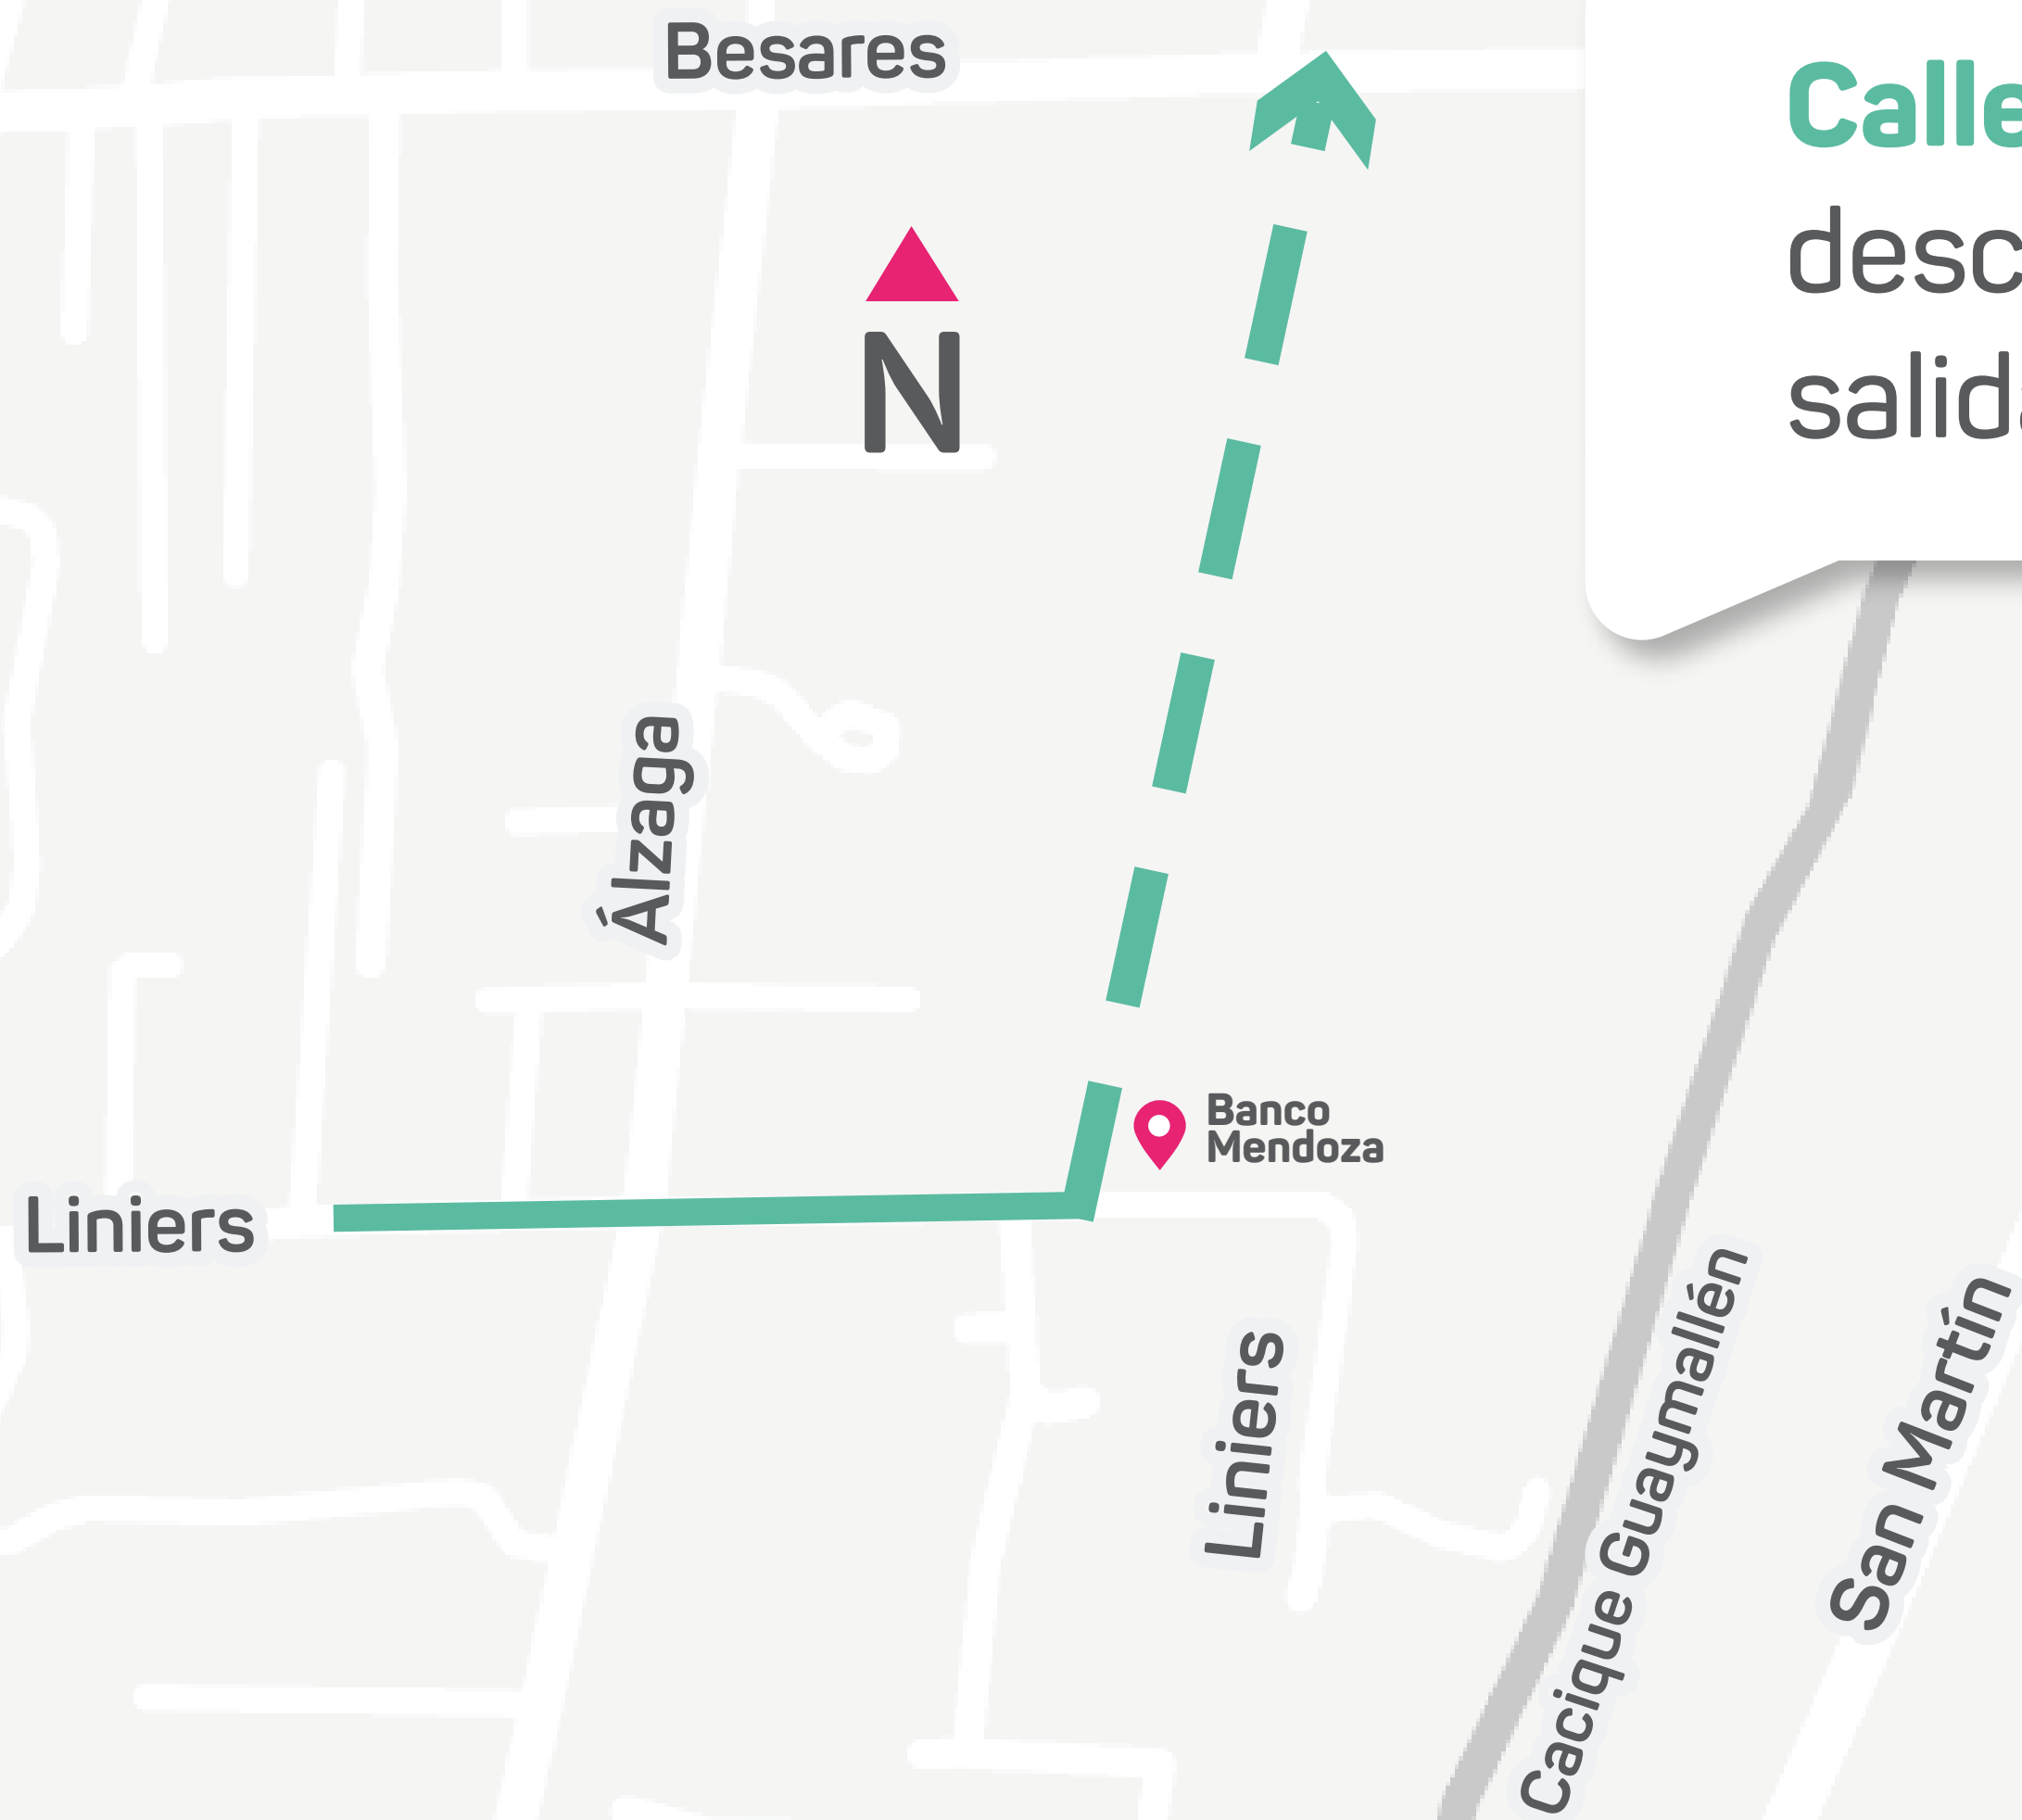 Besares
Calle
desc
salida
N
Álzaga
Banco
Mendoza
Liniers
Liniers
Cacique Guaymallén
San Martín